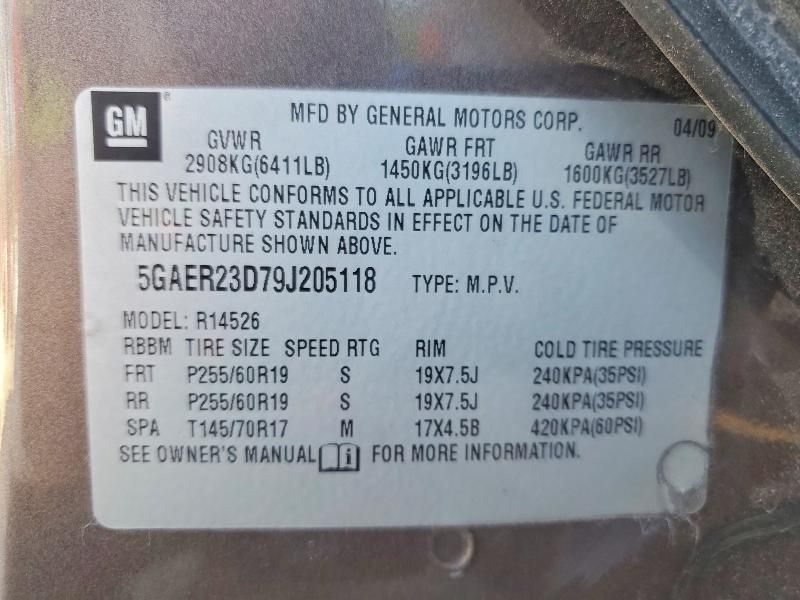 GM
MFD BY GENERAL MOTORS CORP. 04/09
GVWR GAWR FRT GAWR RR
2908KG(6411LB) 1450KG(3196LB) 1600KG(3527LB)
THIS VEHICLE CONFORMS TO ALL APPLICABLE U.S. FEDERAL MOTOR
VEHICLE SAFETY STANDARDS IN EFFECT ON THE DATE OF
MANUFACTURE SHOWN ABOVE.
5GAER23D79J205118 TYPE: M.P.V.
MODEL: R14526
RBBM TIRE SIZE SPEED RTG RIM COLD TIRE PRESSURE
FRT P255/60R19 S 19X7.5J 240KPA(35PSI)
RR P255/60R19 S 19X7.5J 240KPA(35PSI)
SPA T145/70R17 M 17X4.5B 420KPA(60PSI)
SEE OWNER'S MANUAL i FOR MORE INFORMATION.